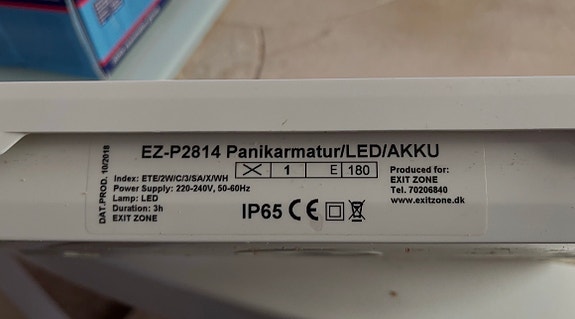 EZ-P2814 Panikarmatur/LED/AKKU
X 1 E 180
DAT.PROD. 10/2018
Index: ETE/2W/C/3/SA/X/WH
Power Supply: 220-240V, 50-60Hz
Lamp: LED
Duration: 3h
EXIT ZONE
IP65 CE
Produced for:
EXIT ZONE
Tel. 70206840
www.exitzone.dk